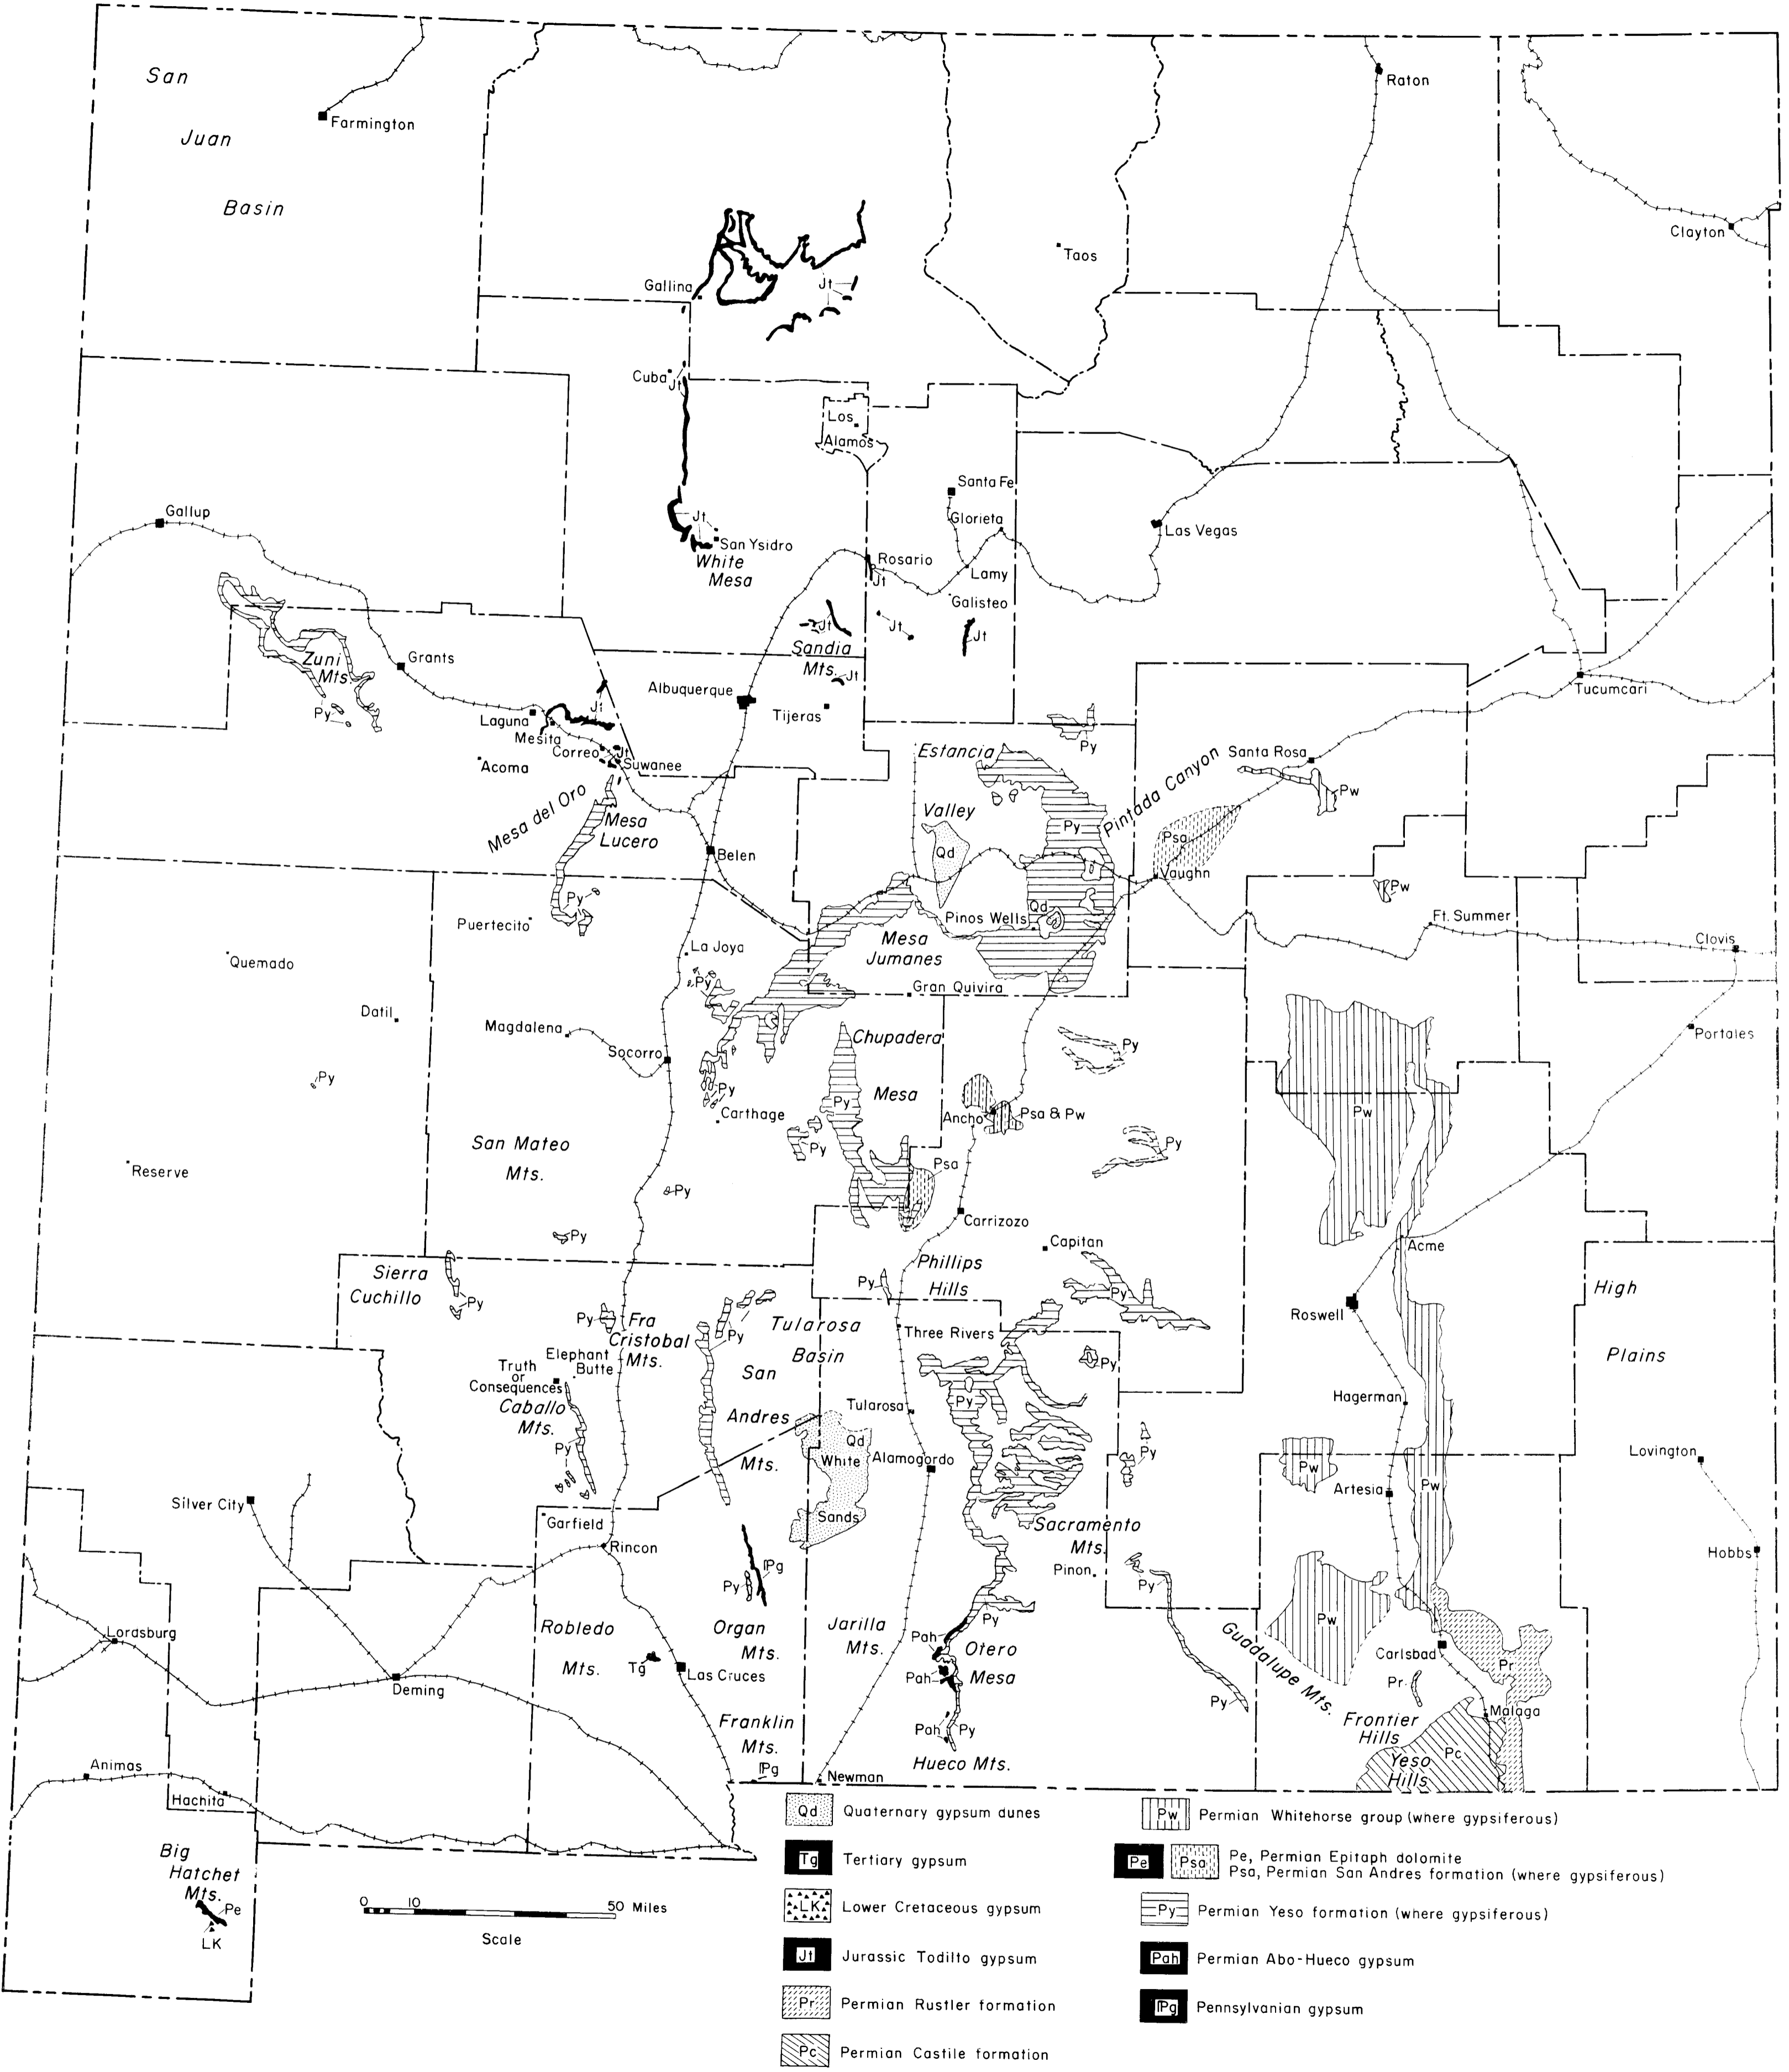 San
Juan
Basin
Farmington
Raton
Clayton
Taos
Gallina
Jt
Cuba
Jt
Los
Alamos
Santa Fe
Glorieta
Las Vegas
Gallup
Jt
San Ysidro
White
Mesa
Rosario
Jt
Lamy
Galisteo
Jt
Jt
Jt
Sandia
Mts.
Jt
Zuni
Mts.
Py
Grants
Albuquerque
Tijeras
Tucumcari
Laguna
Jt
Mesita
Correo
Jt
Suwanee
Acoma
Mesa del Oro
Mesa
Lucero
Belen
Py
Estancia
Valley
Qd
Py
Py
Pintada Canyon
Santa Rosa
Pw
Psa
Vaughn
Pw
Ft. Summer
Clovis
Portales
Puertecito
La Joya
Py
Pinos Wells
Qd
Mesa
Jumanes
Gran Quivira
Quemado
Datil
Magdalena
Socorro
Py
Py
Carthage
Chupadera
Mesa
Py
Py
Py
Ancho
Psa & Pw
Py
Pw
San Mateo
Mts.
Reserve
Py
Py
Psa
Carrizozo
Capitan
Acme
Phillips
Hills
Py
Py
Sierra
Cuchillo
Py
Py
Fra
Cristobal
Mts.
Py
Tularosa
Basin
San
Andres
Mts.
Three Rivers
Py
Py
Roswell
High
Plains
Truth
or
Consequences
Elephant
Butte
Caballo
Mts.
Py
Tularosa
Qd
White
Sands
Alamogordo
Py
Hagerman
Pw
Artesia
Pw
Lovington
Hobbs
Silver City
Garfield
Rincon
Sacramento
Mts.
Pinon
Py
IPg
Py
Robledo
Mts.
Organ
Mts.
Jarilla
Mts.
Py
Pah
Otero
Mesa
Pah
Pah
Py
Py
Guadalupe Mts.
Pw
Carlsbad
Pr
Pr
Malaga
Frontier
Hills
Yeso
Hills
Pc
Lorasburg
Deming
Tg
Las Cruces
Franklin
Mts.
IPg
Hueco Mts.
Newman
Animas
Hachita
Big
Hatchet
Mts.
Pe
LK
0 10 50 Miles
Scale
Qd Quaternary gypsum dunes
Tg Tertiary gypsum
LK Lower Cretaceous gypsum
Jt Jurassic Todilto gypsum
Pr Permian Rustler formation
Pc Permian Castile formation
Pw Permian Whitehorse group (where gypsiferous)
Pe Psa Pe, Permian Epitaph dolomite
Psa, Permian San Andres formation (where gypsiferous)
Py Permian Yeso formation (where gypsiferous)
Pah Permian Abo-Hueco gypsum
IPg Pennsylvanian gypsum